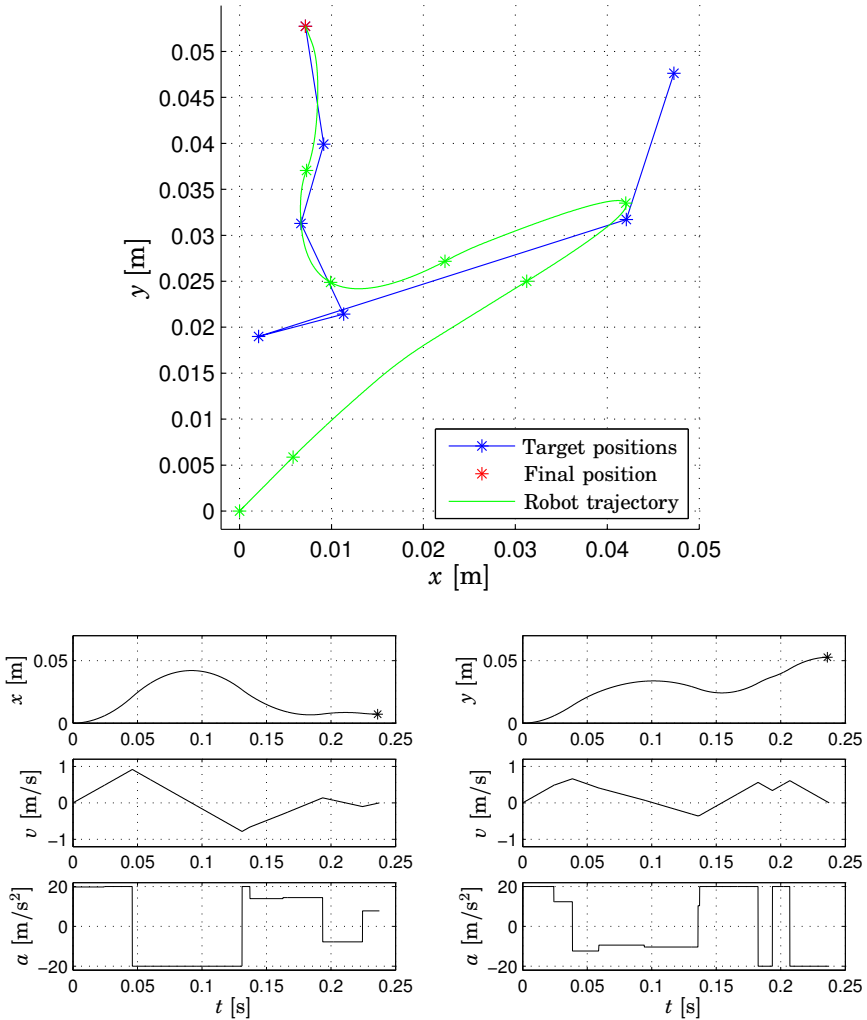 0.05
0.045
0.04
0.035
0.03
0.025
0.02
0.015
0.01
0.005
0
y [m]
0 0.01 0.02 0.03 0.04 0.05
x [m]
Target positions
Final position
Robot trajectory
x [m]
0.05
0
0 0.05 0.1 0.15 0.2 0.25
y [m]
0.05
0
0 0.05 0.1 0.15 0.2 0.25
v [m/s]
1
0
−1
0 0.05 0.1 0.15 0.2 0.25
v [m/s]
1
0
−1
0 0.05 0.1 0.15 0.2 0.25
a [m/s²]
20
0
−20
0 0.05 0.1 0.15 0.2 0.25
t [s]
a [m/s²]
20
0
−20
0 0.05 0.1 0.15 0.2 0.25
t [s]